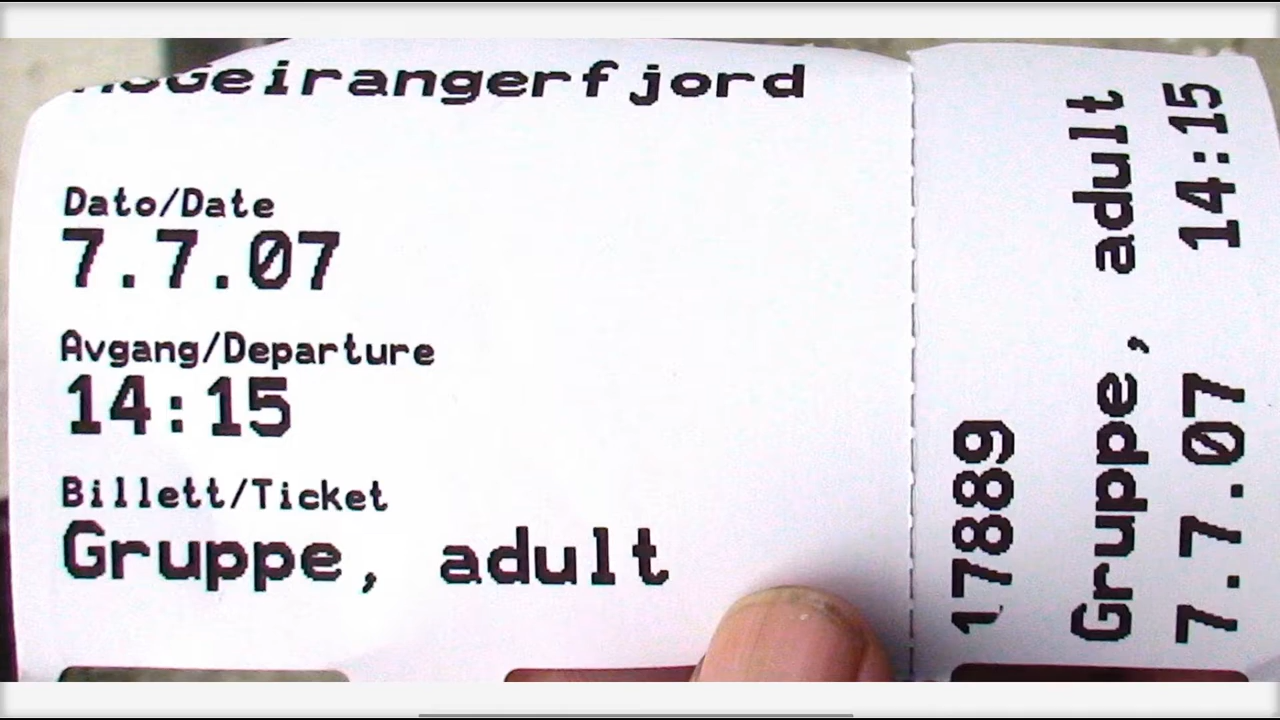 Geirangerfjord
Dato/Date
7.7.07
Avgang/Departure
14:15
Billett/Ticket
Gruppe, adult
17889
Gruppe, adult
7.7.07 14:15